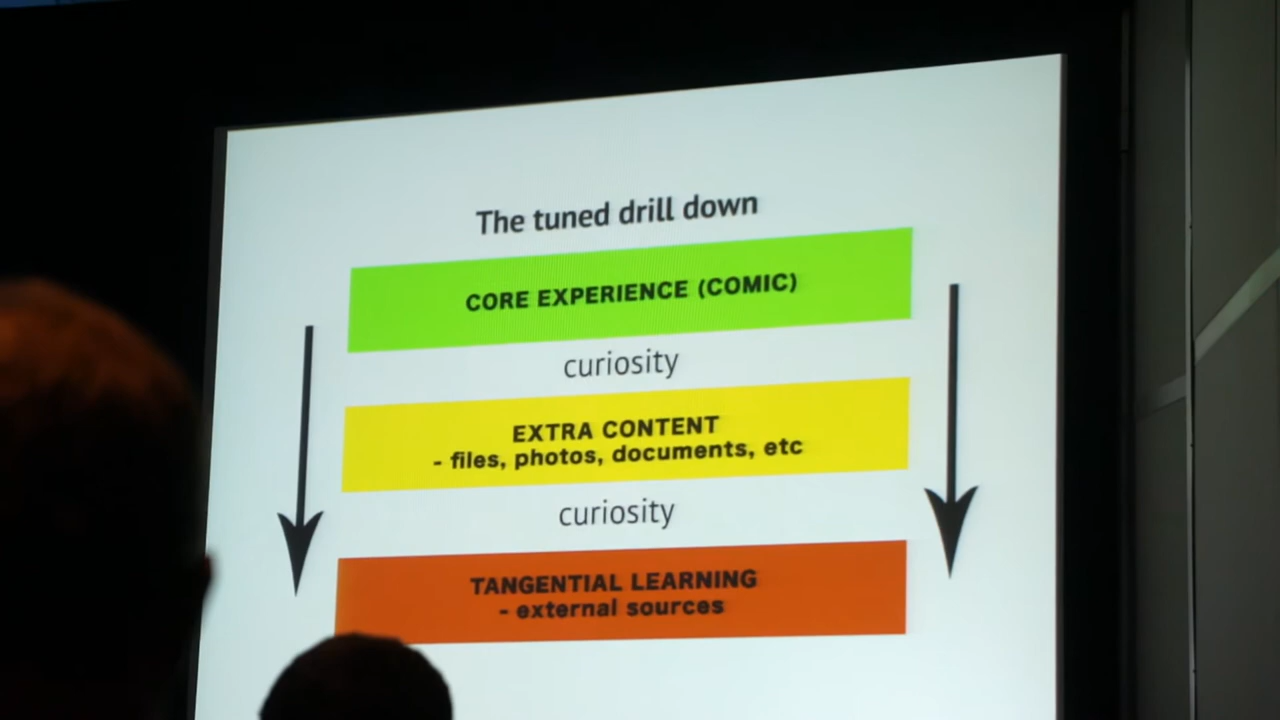 The tuned drill down
CORE EXPERIENCE (COMIC)
curiosity
EXTRA CONTENT
- files, photos, documents, etc
curiosity
TANGENTIAL LEARNING
- external sources